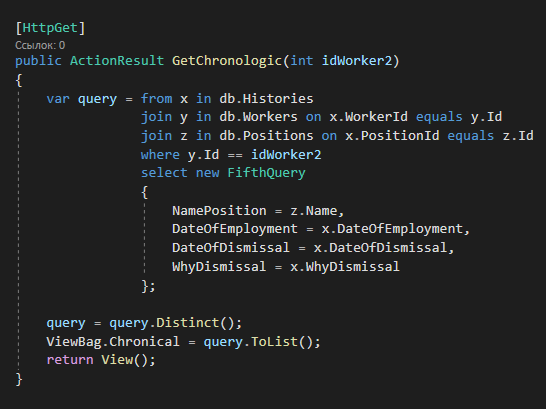 [HttpGet]
Ссылок: 0
public ActionResult GetChronologic(int idWorker2)
{
var query = from x in db.Histories
join y in db.Workers on x.WorkerId equals y.Id
join z in db.Positions on x.PositionId equals z.Id
where y.Id == idWorker2
select new FifthQuery
{
NamePosition = z.Name,
DateOfEmployment = x.DateOfEmployment,
DateOfDismissal = x.DateOfDismissal,
WhyDismissal = x.WhyDismissal
};
query = query.Distinct();
ViewBag.Chronical = query.ToList();
return View();
}